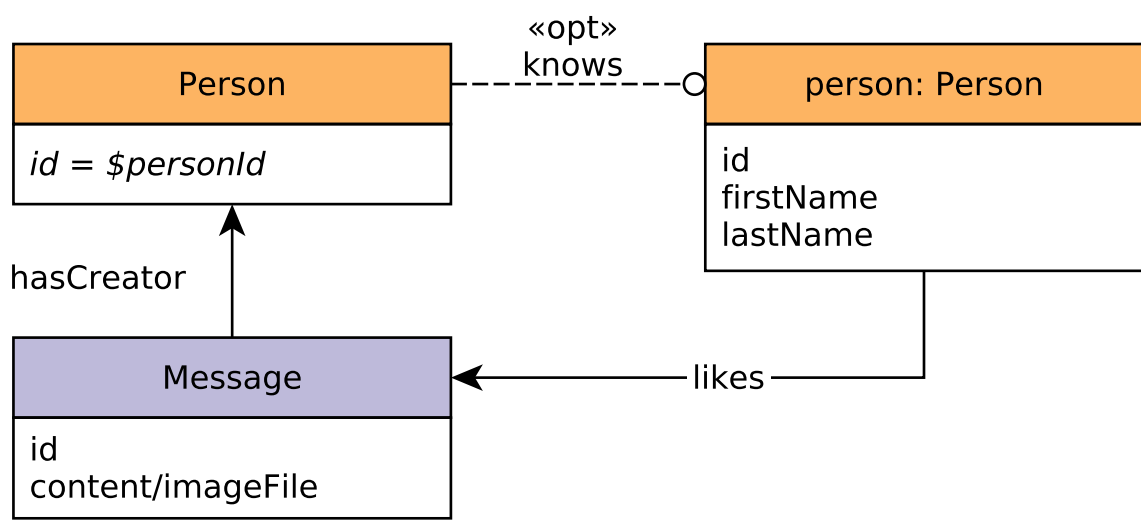 «opt»
knows
Person
person: Person
id = $personId
id
firstName
lastName
hasCreator
Message
likes
id
content/imageFile